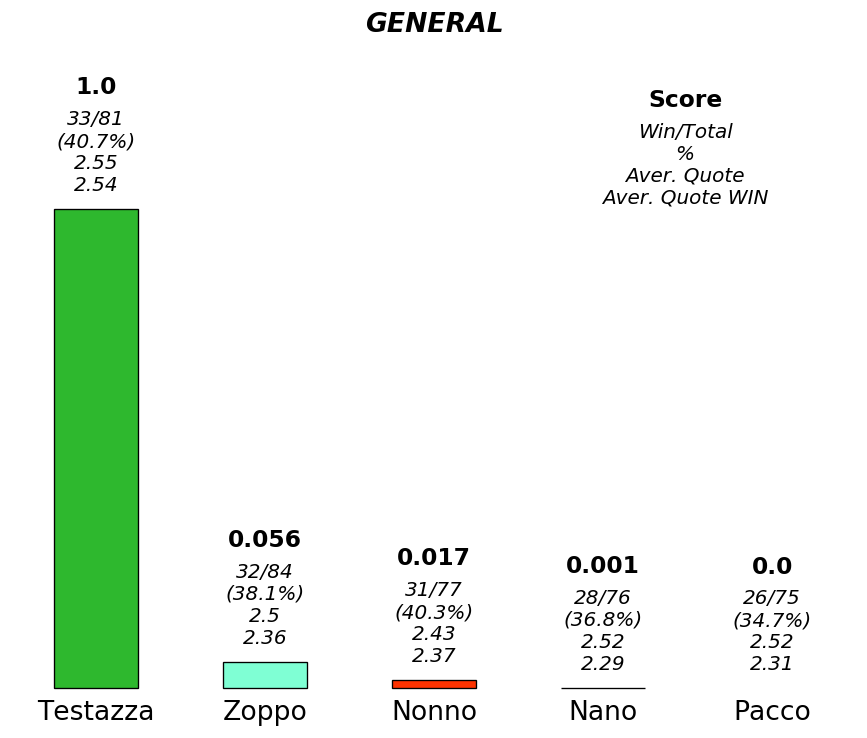 GENERAL
1.0
33/81
(40.7%)
2.55
2.54
Score
Win/Total
%
Aver. Quote
Aver. Quote WIN
0.056
32/84
(38.1%)
2.5
2.36
0.017
31/77
(40.3%)
2.43
2.37
0.001
28/76
(36.8%)
2.52
2.29
0.0
26/75
(34.7%)
2.52
2.31
Testazza
Zoppo
Nonno
Nano
Pacco